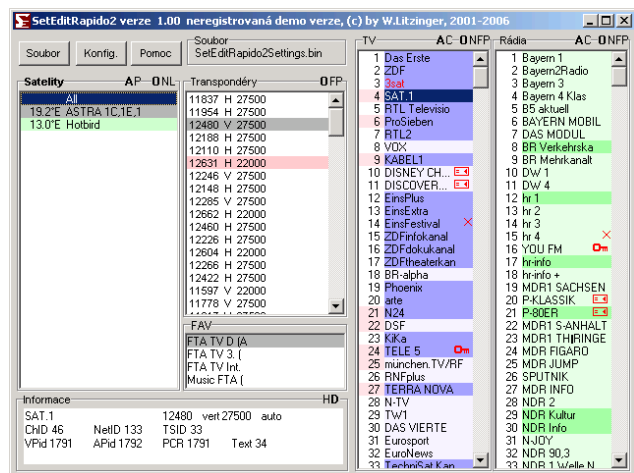 SetEditRapido2 verze 1.00 neregistrovaná demo verze, (c) by W.Litzinger, 2001-2006
Soubor
Konfig.
Pomoc
Soubor
SetEditRapido2Settings.bin
Satelity AP ONL
All
19.2°E ASTRA 1C,1E,1
13.0°E Hotbird
Transpondéry OFP
11837 H 27500
11954 H 27500
12480 V 27500
12188 H 27500
12110 H 27500
12631 H 22000
12246 V 27500
12148 H 27500
12285 V 27500
12662 H 22000
12460 H 27500
12226 H 27500
12604 H 22000
12266 H 27500
12422 H 27500
11597 V 22000
11778 V 27500
FAV
FTA TV D (A
FTA TV 3. (
FTA TV Int.
Music FTA (
Informace HD
SAT.1 12480 vert 27500 auto
ChID 46 NetID 133 TSID 33
VPid 1791 APid 1792 PCR 1791 Text 34
TV AC ONFP
1 Das Erste
2 ZDF
3 3sat
4 SAT.1
5 RTL Televisio
6 ProSieben
7 RTL2
8 VOX
9 KABEL1
10 DISNEY CH...
11 DISCOVER...
12 EinsPlus
13 EinsExtra
14 EinsFestival
15 ZDFinfokanal
16 ZDFdokukanal
17 ZDFtheaterkan
18 BR-alpha
19 Phoenix
20 arte
21 N24
22 DSF
23 KiKa
24 TELE 5
25 münchen.TV/RF
26 RNFplus
27 TERRA NOVA
28 N-TV
29 TW1
30 DAS VIERTE
31 Eurosport
32 EuroNews
33 TechniSat Kan
Rádia AC ONFP
1 Bayern 1
2 Bayern2Radio
3 Bayern 3
4 Bayern 4 Klas
5 B5 aktuell
6 BAYERN MOBIL
7 DAS MODUL
8 BR Verkehrska
9 BR Mehrkanalt
10 DW 1
11 DW 4
12 hr 1
13 hr 2
14 hr 3
15 hr 4
16 YOU FM
17 hr-info
18 hr-info +
19 MDR1 SACHSEN
20 P-KLASSIK
21 P-80ER
22 MDR1 S-ANHALT
23 MDR1 THIRINGE
24 MDR FIGARO
25 MDR JUMP
26 SPUTNIK
27 MDR INFO
28 NDR 2
29 NDR Kultur
30 NDR Info
31 N-JOY
32 NDR 90,3
33 NDR 1 Welle N